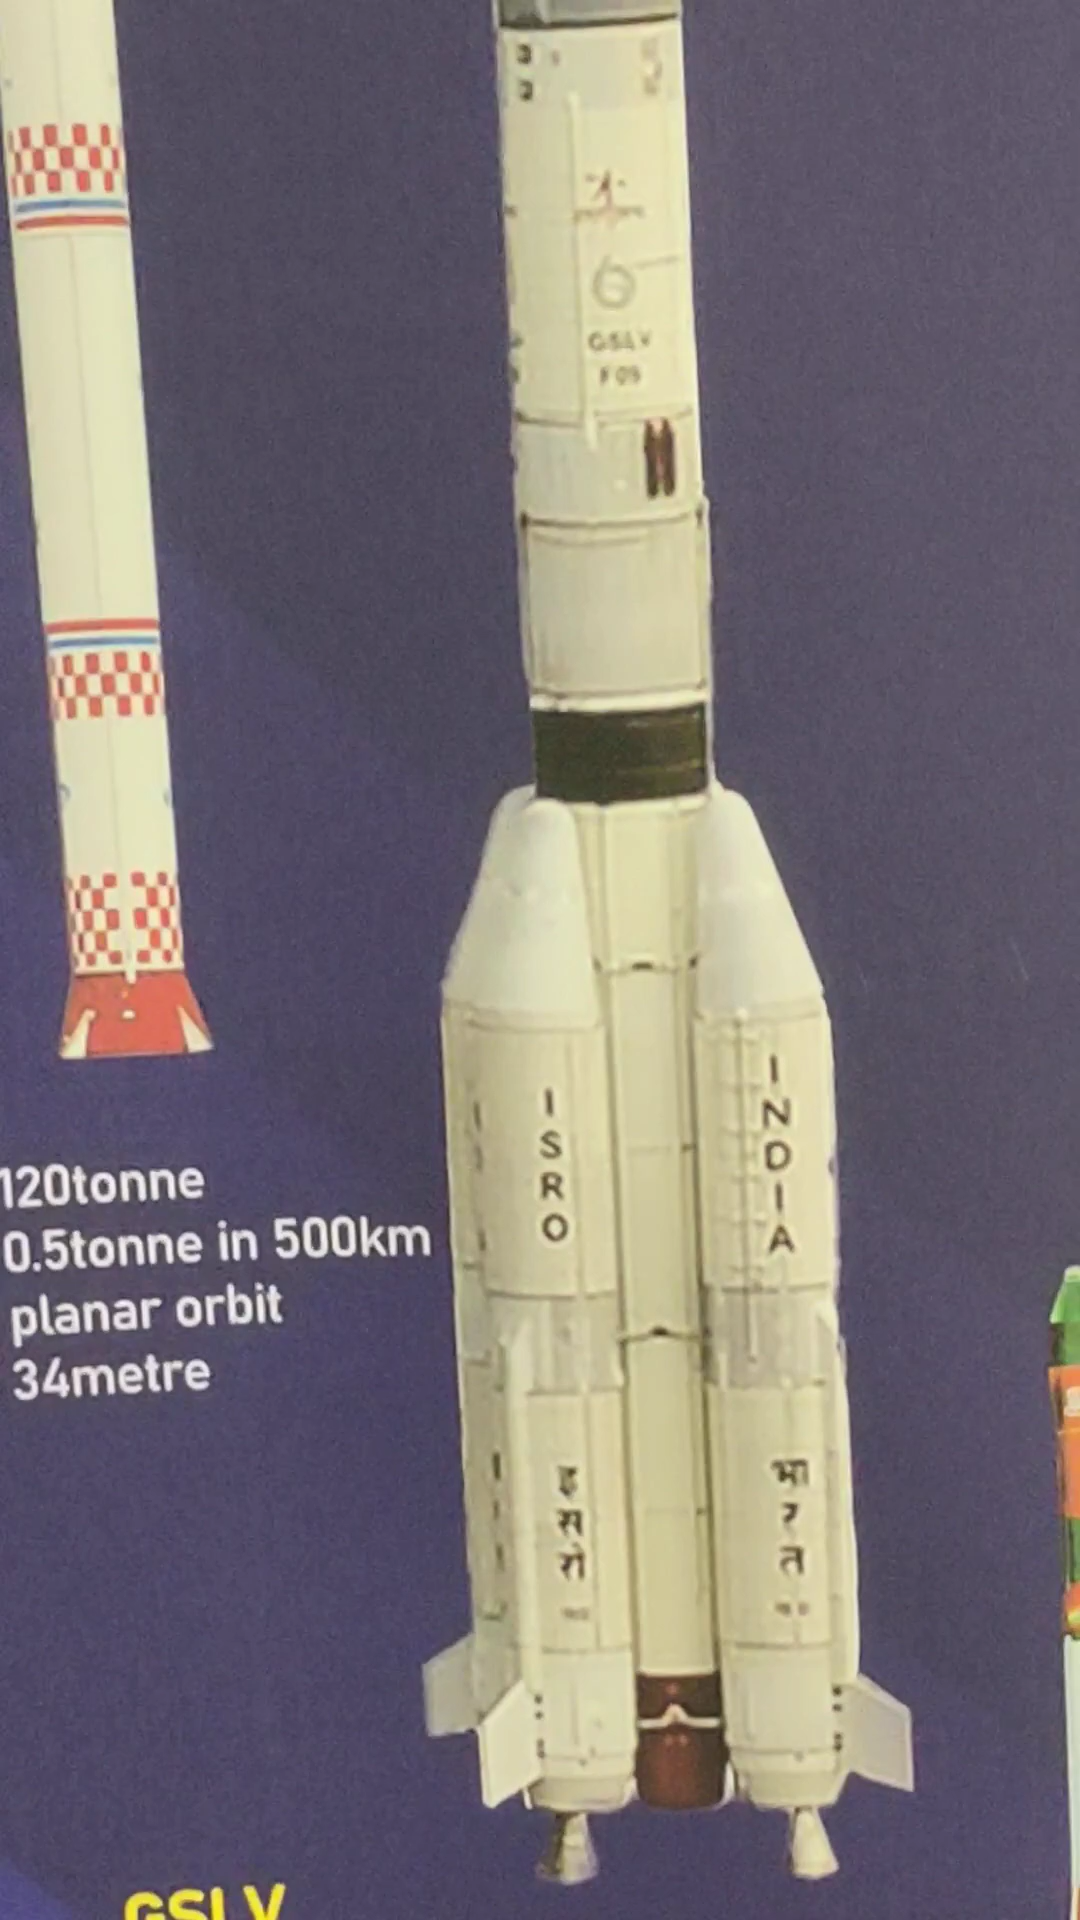 GSLV
F09
ISRO
INDIA
इसरो
भारत
120tonne
0.5tonne in 500km
planar orbit
34metre
GSLV